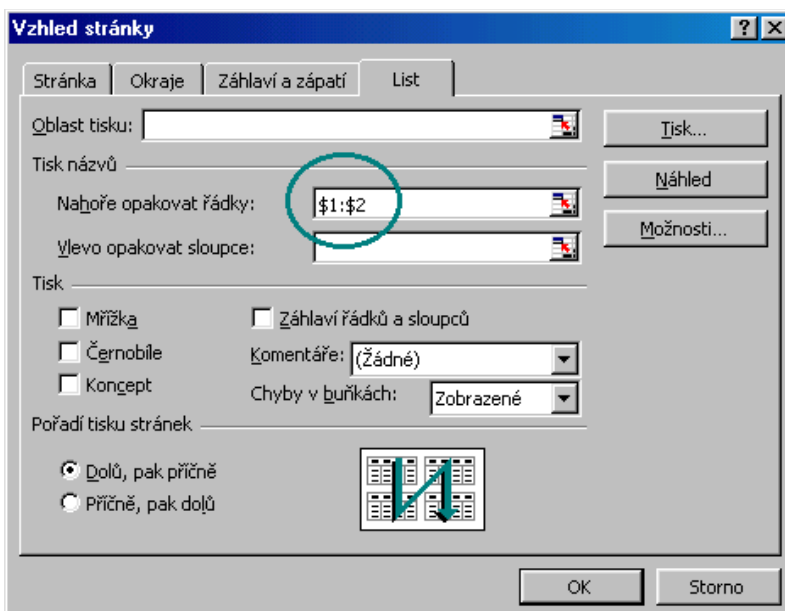 Vzhled stránky
Stránka Okraje Záhlaví a zápatí List
Oblast tisku: Tisk...
Tisk názvů
Náhled
Nahoře opakovat řádky: $1:$2
Možnosti...
Vlevo opakovat sloupce:
Tisk
Mřížka Záhlaví řádků a sloupců
Černobíle Komentáře: (Žádné)
Koncept Chyby v buňkách: Zobrazené
Pořadí tisku stránek
Dolů, pak příčně
Příčně, pak dolů
OK Storno